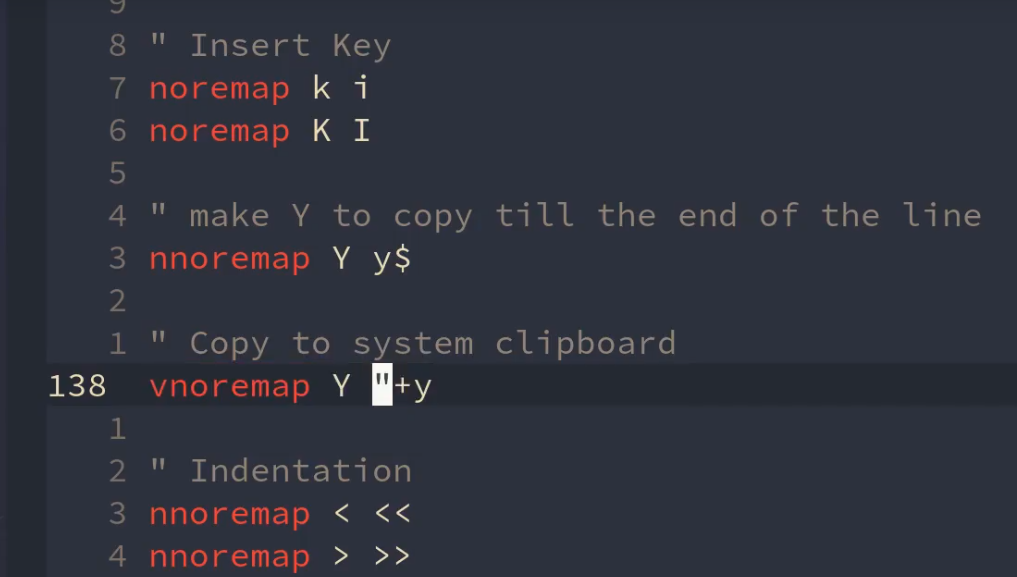 9
8 " Insert Key
7 noremap k i
6 noremap K I
5
4 " make Y to copy till the end of the line
3 nnoremap Y y$
2
1 " Copy to system clipboard
138 vnoremap Y "+y
1
2 " Indentation
3 nnoremap < <<
4 nnoremap > >>